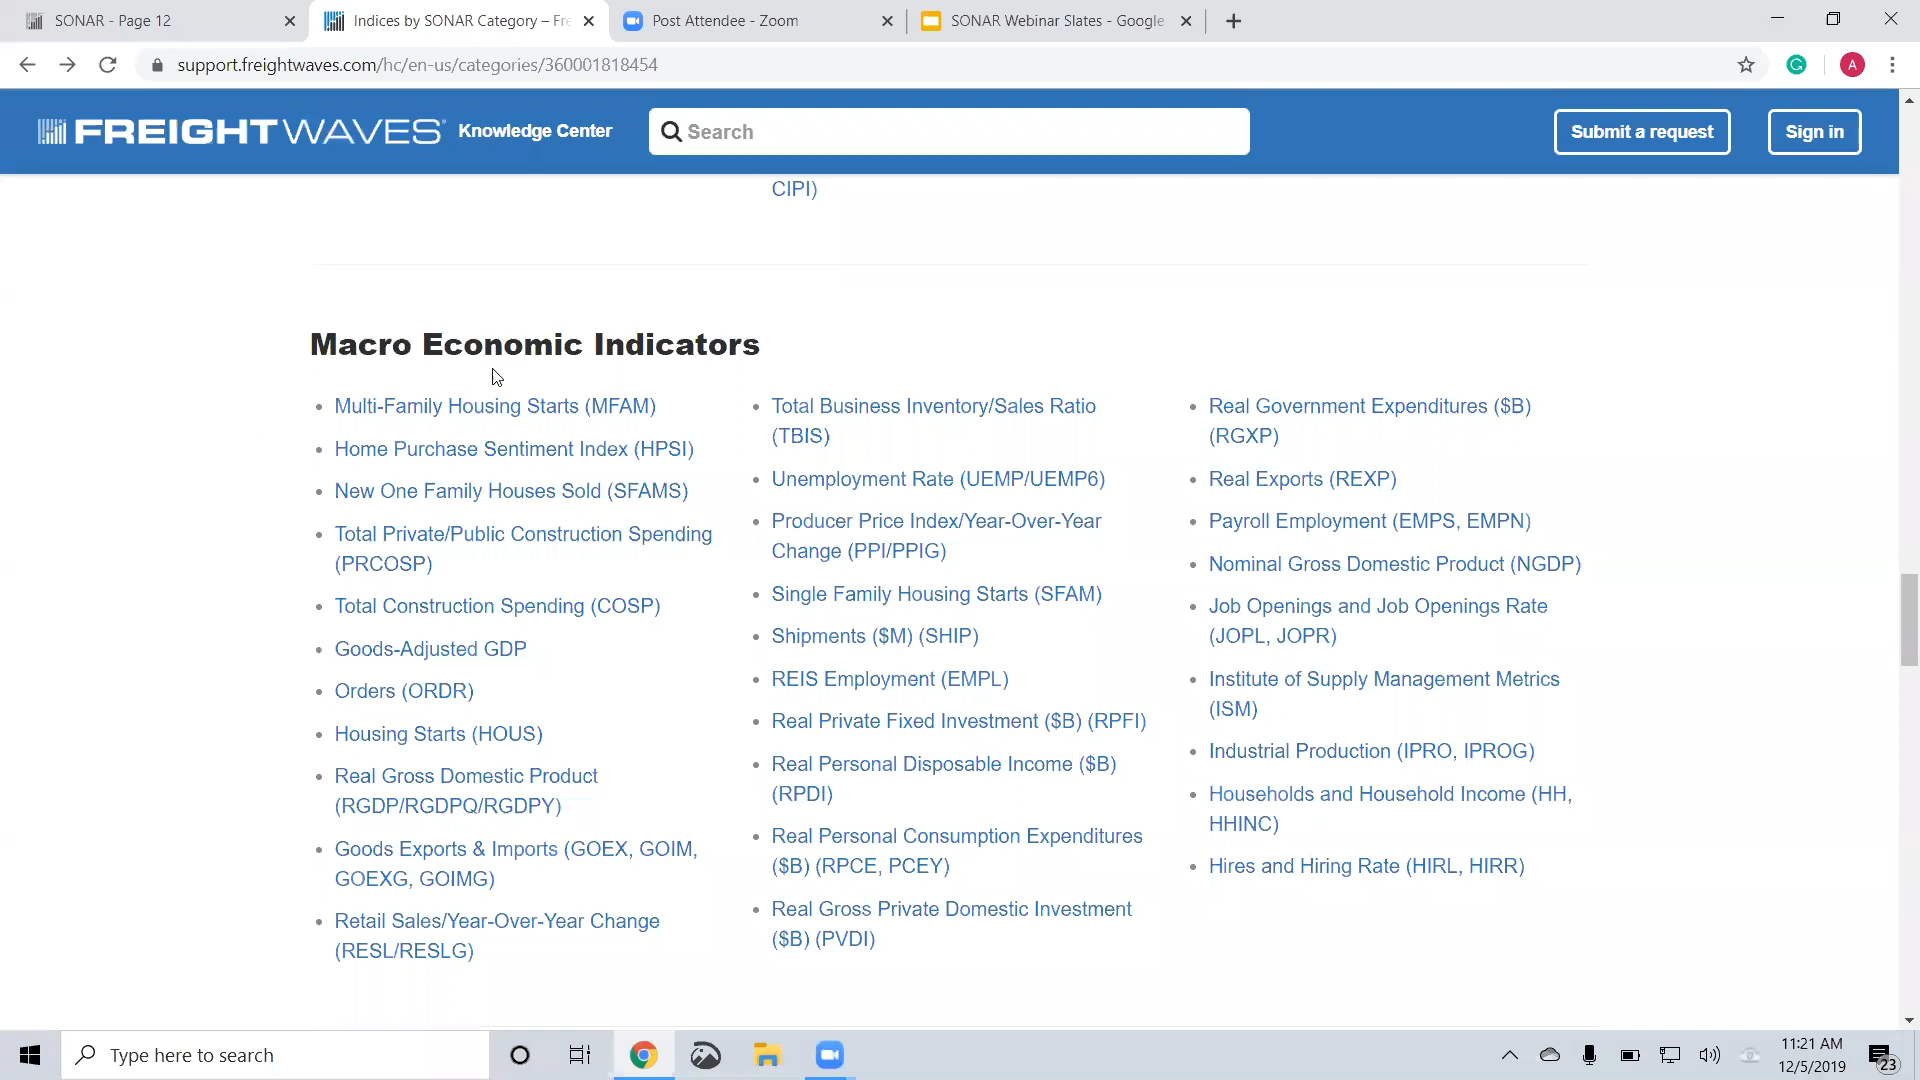 SONAR - Page 12
Indices by SONAR Category – Fre
Post Attendee - Zoom
SONAR Webinar Slates - Google
support.freightwaves.com/hc/en-us/categories/360001818454
A
FREIGHTWAVES Knowledge Center
Search
Submit a request
Sign in
CIPI)
Macro Economic Indicators
Multi-Family Housing Starts (MFAM)
Home Purchase Sentiment Index (HPSI)
New One Family Houses Sold (SFAMS)
Total Private/Public Construction Spending
(PRCOSP)
Total Construction Spending (COSP)
Goods-Adjusted GDP
Orders (ORDR)
Housing Starts (HOUS)
Real Gross Domestic Product
(RGDP/RGDPQ/RGDPY)
Goods Exports & Imports (GOEX, GOIM,
GOEXG, GOIMG)
Retail Sales/Year-Over-Year Change
(RESL/RESLG)
Total Business Inventory/Sales Ratio
(TBIS)
Unemployment Rate (UEMP/UEMP6)
Producer Price Index/Year-Over-Year
Change (PPI/PPIG)
Single Family Housing Starts (SFAM)
Shipments ($M) (SHIP)
REIS Employment (EMPL)
Real Private Fixed Investment ($B) (RPFI)
Real Personal Disposable Income ($B)
(RPDI)
Real Personal Consumption Expenditures
($B) (RPCE, PCEY)
Real Gross Private Domestic Investment
($B) (PVDI)
Real Government Expenditures ($B)
(RGXP)
Real Exports (REXP)
Payroll Employment (EMPS, EMPN)
Nominal Gross Domestic Product (NGDP)
Job Openings and Job Openings Rate
(JOPL, JOPR)
Institute of Supply Management Metrics
(ISM)
Industrial Production (IPRO, IPROG)
Households and Household Income (HH,
HHINC)
Hires and Hiring Rate (HIRL, HIRR)
Type here to search
11:21 AM
12/5/2019
23